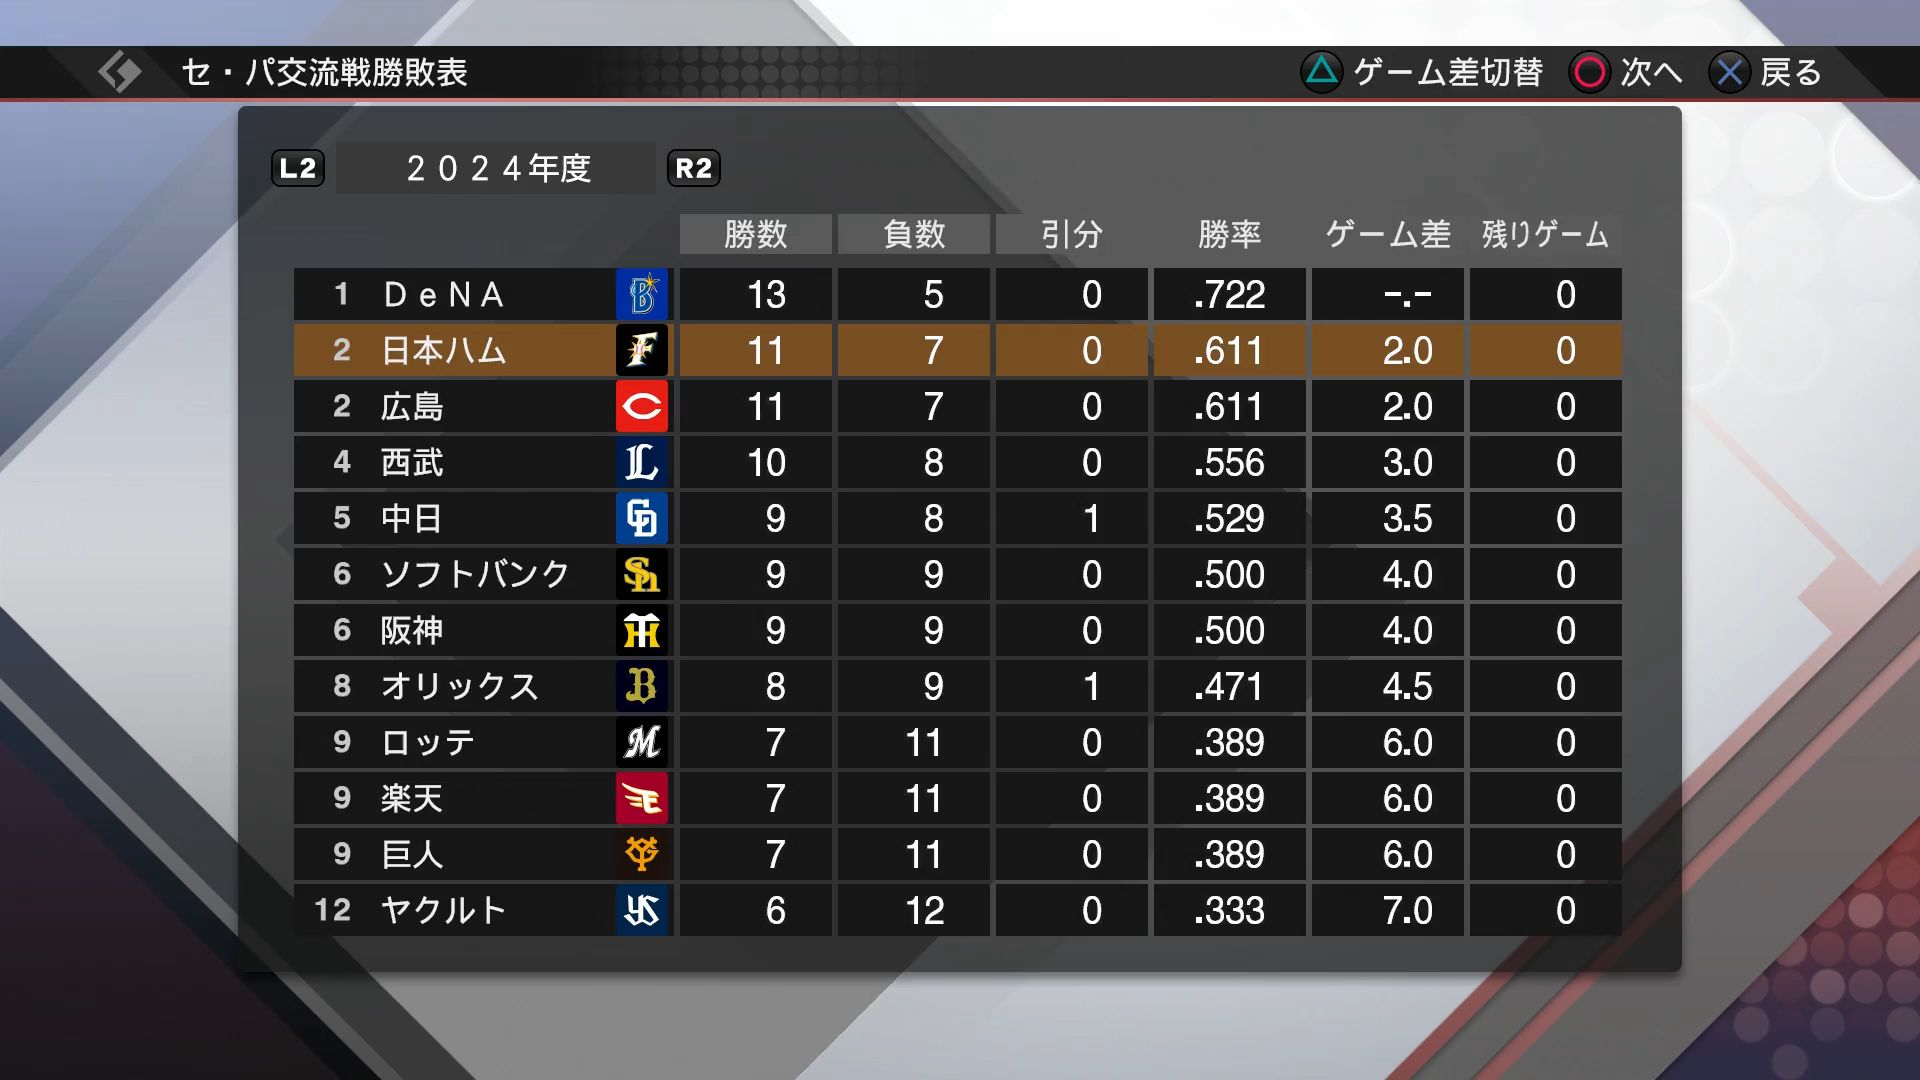 セ・パ交流戦勝敗表 ゲーム差切替 次へ 戻る
L2 2024年度 R2
勝数 負数 引分 勝率 ゲーム差 残りゲーム
1 DeNA 13 5 0 .722 -.- 0
2 日本ハム 11 7 0 .611 2.0 0
2 広島 11 7 0 .611 2.0 0
4 西武 10 8 0 .556 3.0 0
5 中日 9 8 1 .529 3.5 0
6 ソフトバンク 9 9 0 .500 4.0 0
6 阪神 9 9 0 .500 4.0 0
8 オリックス 8 9 1 .471 4.5 0
9 ロッテ 7 11 0 .389 6.0 0
9 楽天 7 11 0 .389 6.0 0
9 巨人 7 11 0 .389 6.0 0
12 ヤクルト 6 12 0 .333 7.0 0